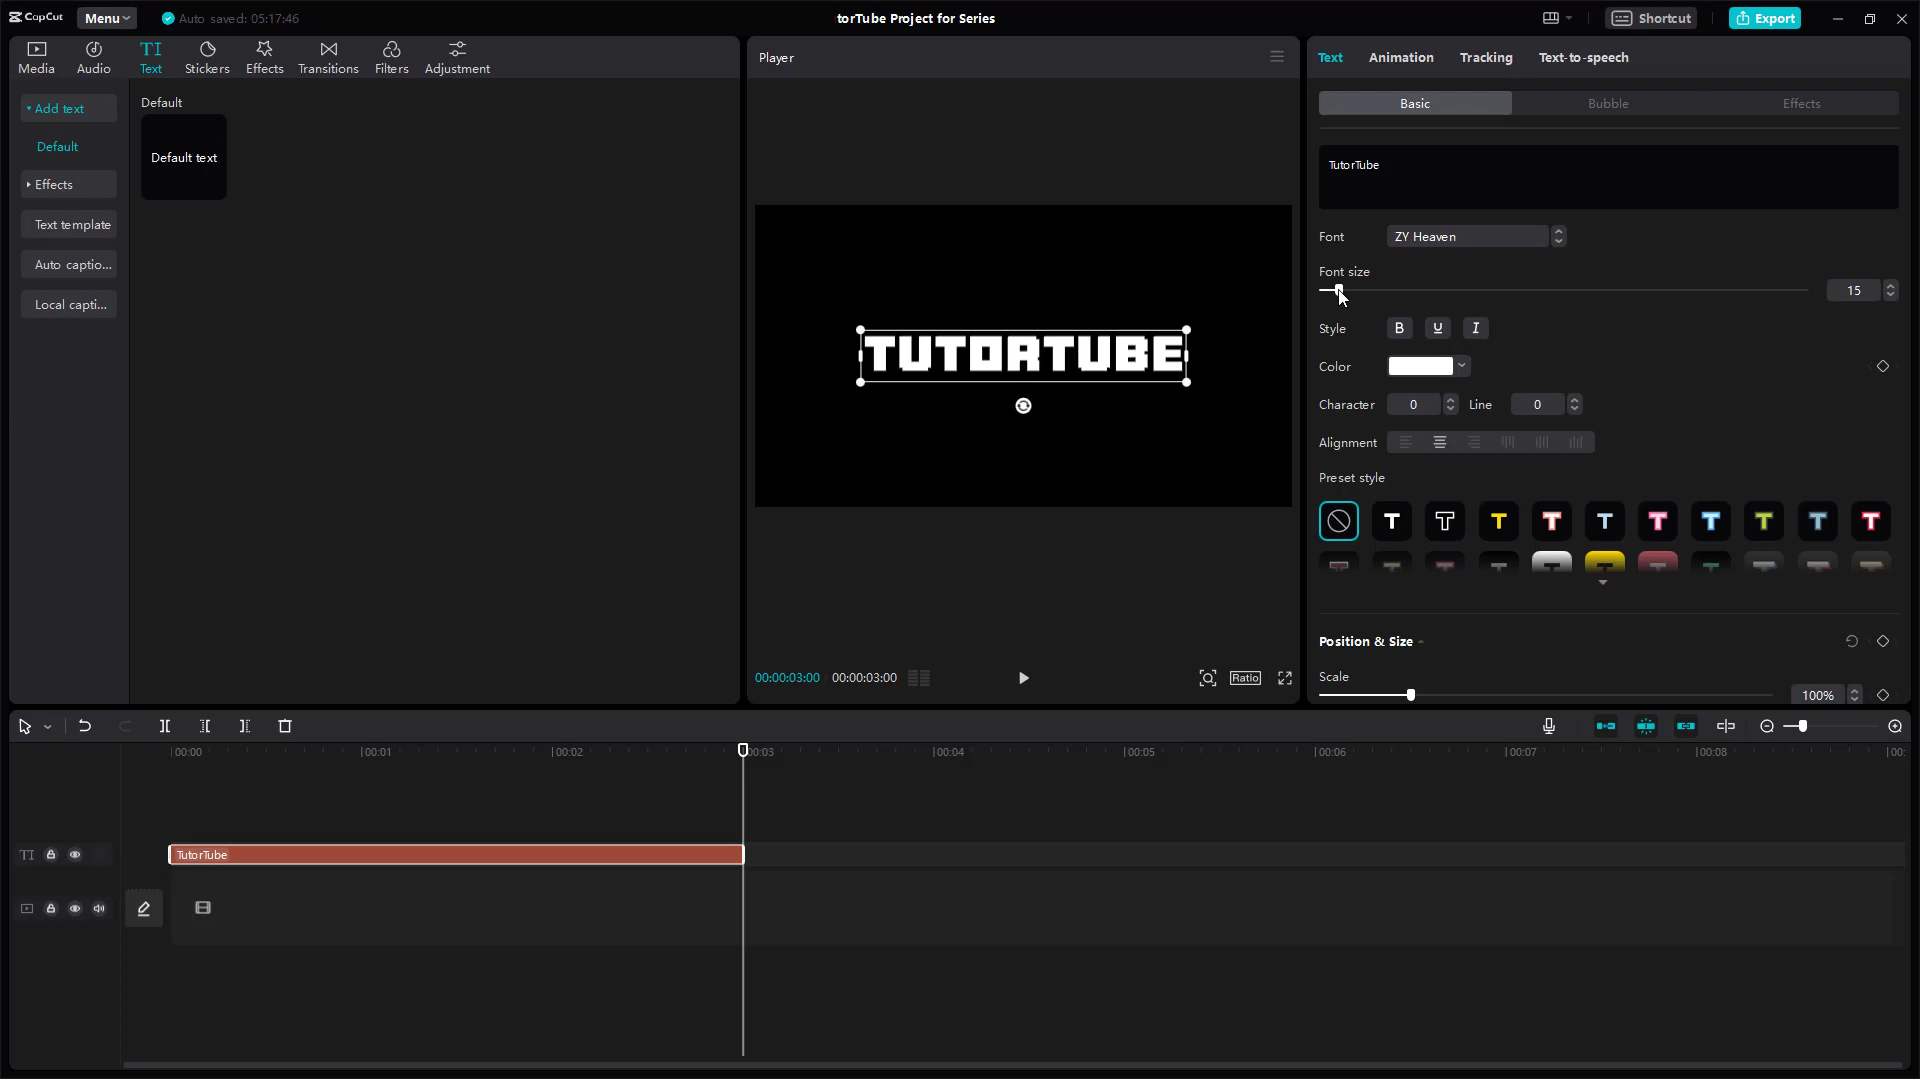 CapCut Menu Auto saved: 05:17:46 torTube Project for Series Shortcut Export
Media Audio Text Stickers Effects Transitions Filters Adjustment
Add text
Default
Effects
Text template
Auto captio...
Local capti...
Default
Default text
Player
TUTORTUBE
00:00:03:00 00:00:03:00 Ratio
Text Animation Tracking Text-to-speech
Basic Bubble Effects
TutorTube
Font ZY Heaven
Font size
15
Style B U I
Color
Character 0 Line 0
Alignment
Preset style
T T T T T T T T T T
Position & Size
Scale
100%
00:00 00:01 00:02 00:03 00:04 00:05 00:06 00:07 00:08 00:
TI TutorTube